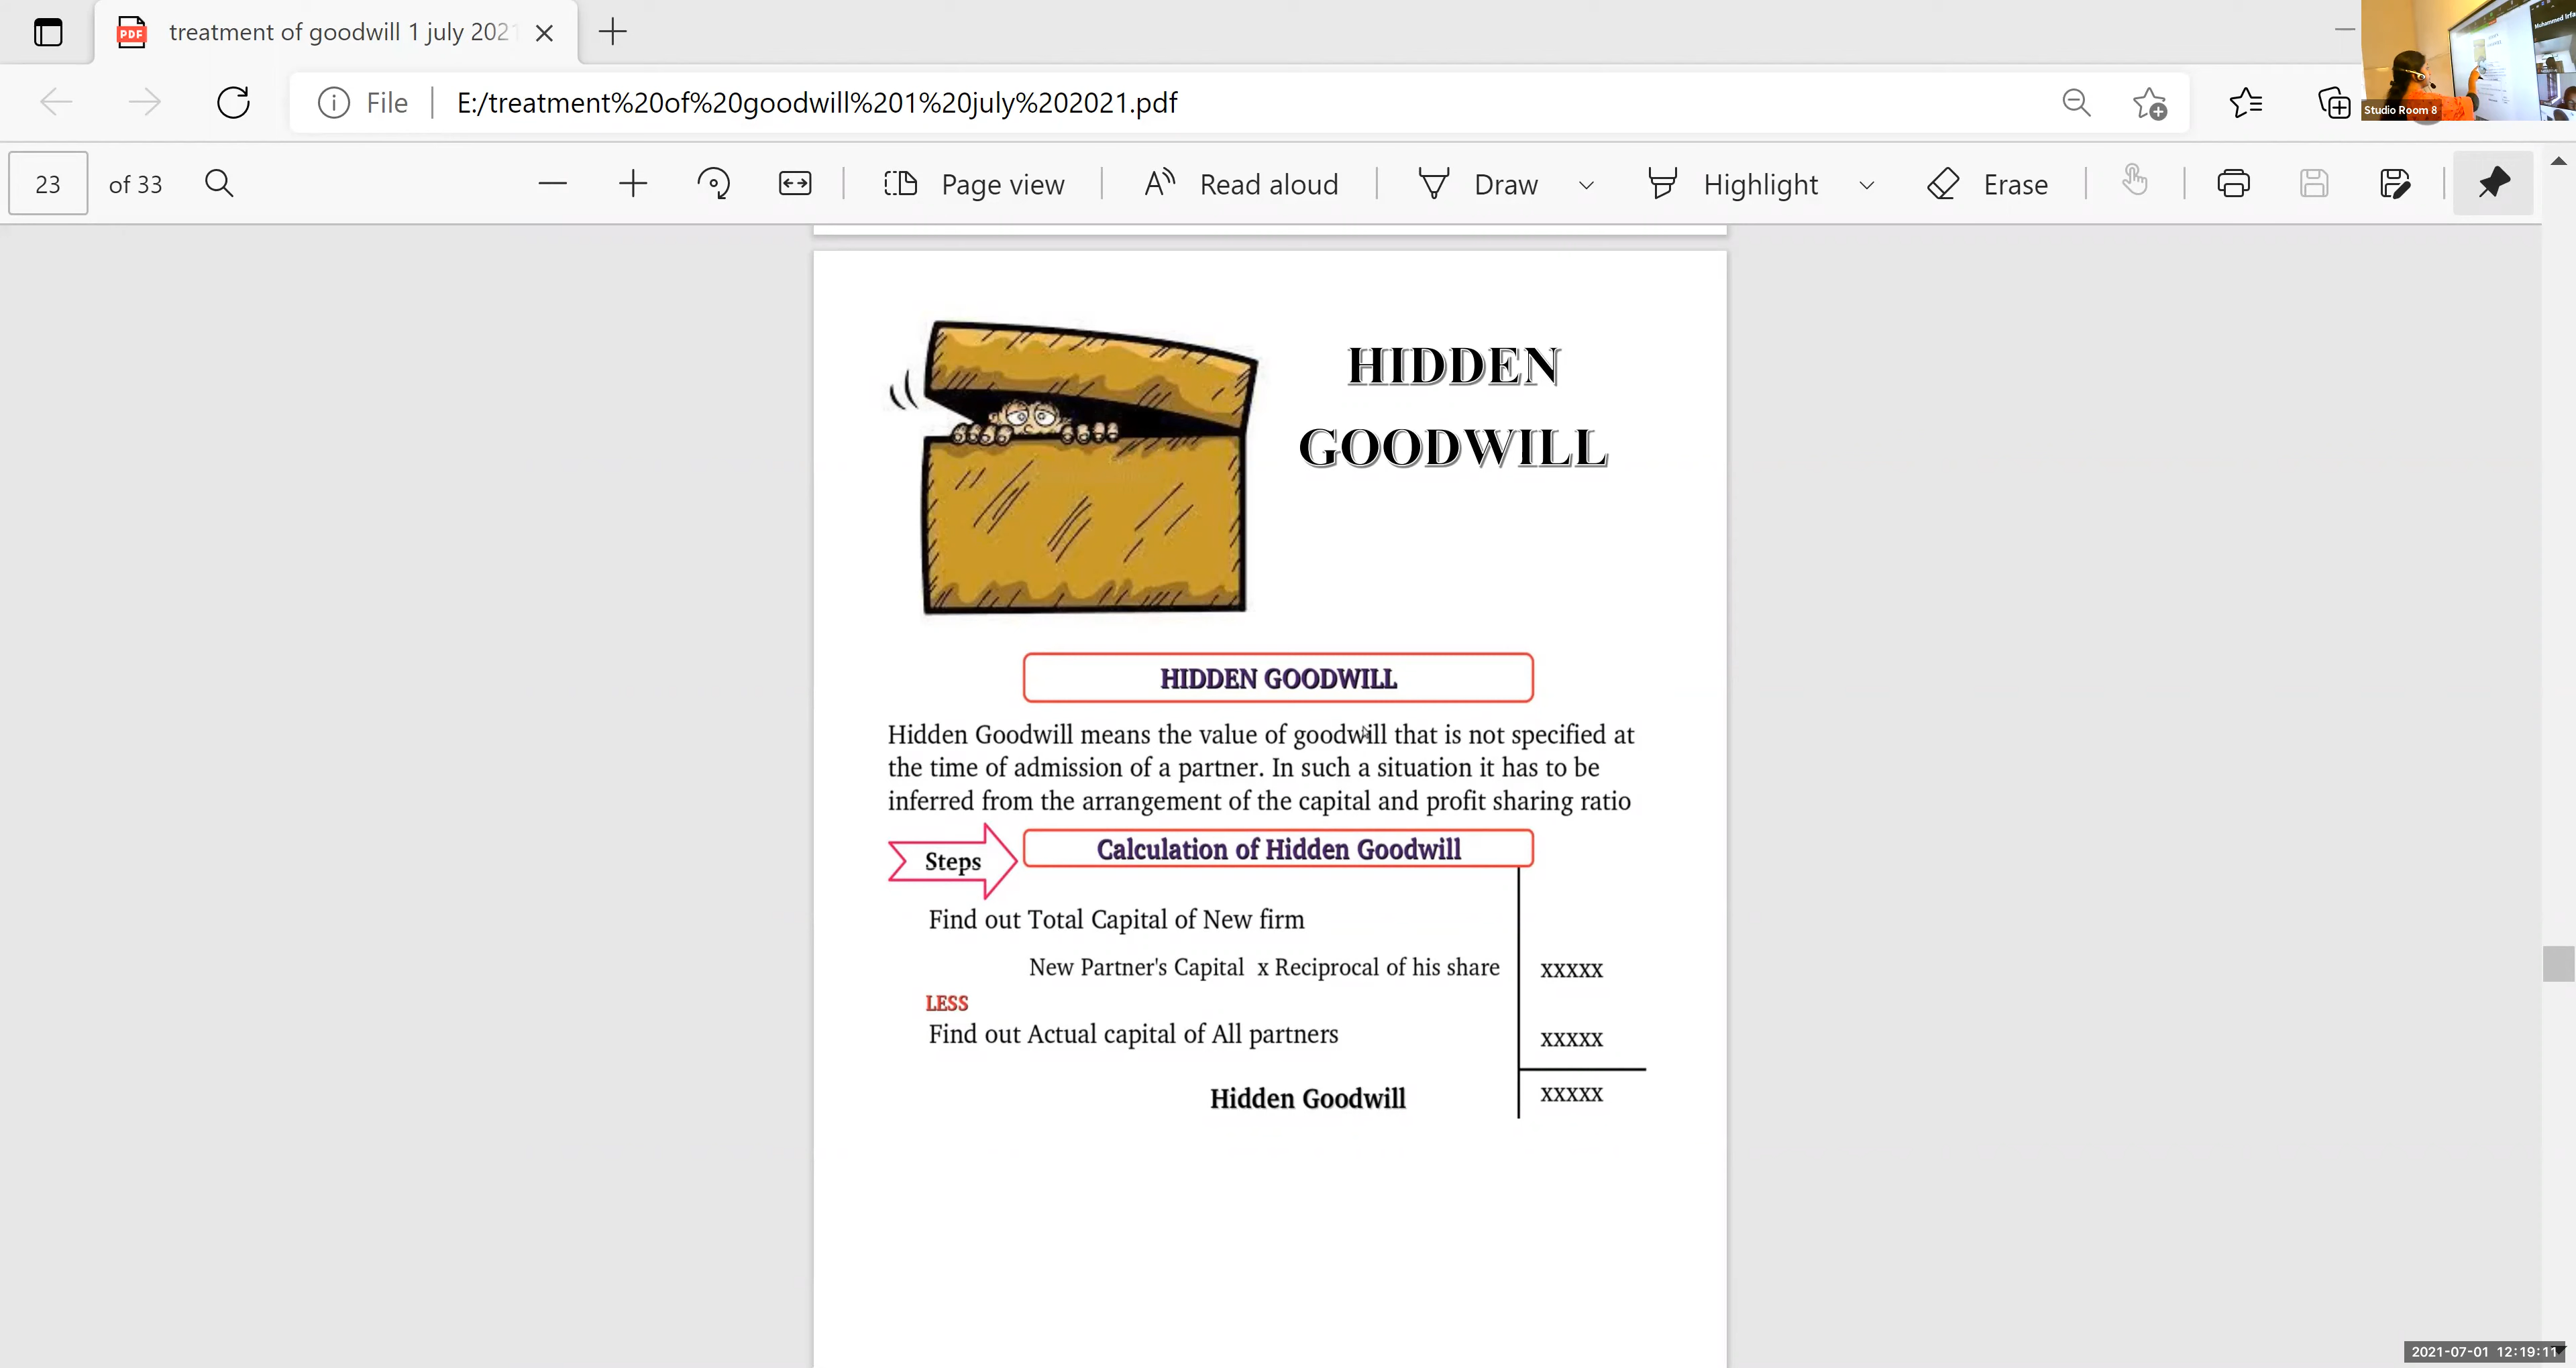 treatment of goodwill 1 july 2021
File
E:/treatment%20of%20goodwill%201%20july%202021.pdf
Studio Room 8
23
of 33
Page view
Read aloud
Draw
Highlight
Erase
HIDDEN
GOODWILL
HIDDEN GOODWILL
Hidden Goodwill means the value of goodwill that is not specified at
the time of admission of a partner. In such a situation it has to be
inferred from the arrangement of the capital and profit sharing ratio
Steps
Calculation of Hidden Goodwill
Find out Total Capital of New firm
New Partner's Capital x Reciprocal of his share
xxxxx
LESS
Find out Actual capital of All partners
xxxxx
Hidden Goodwill
xxxxx
2021-07-01 12:19:11